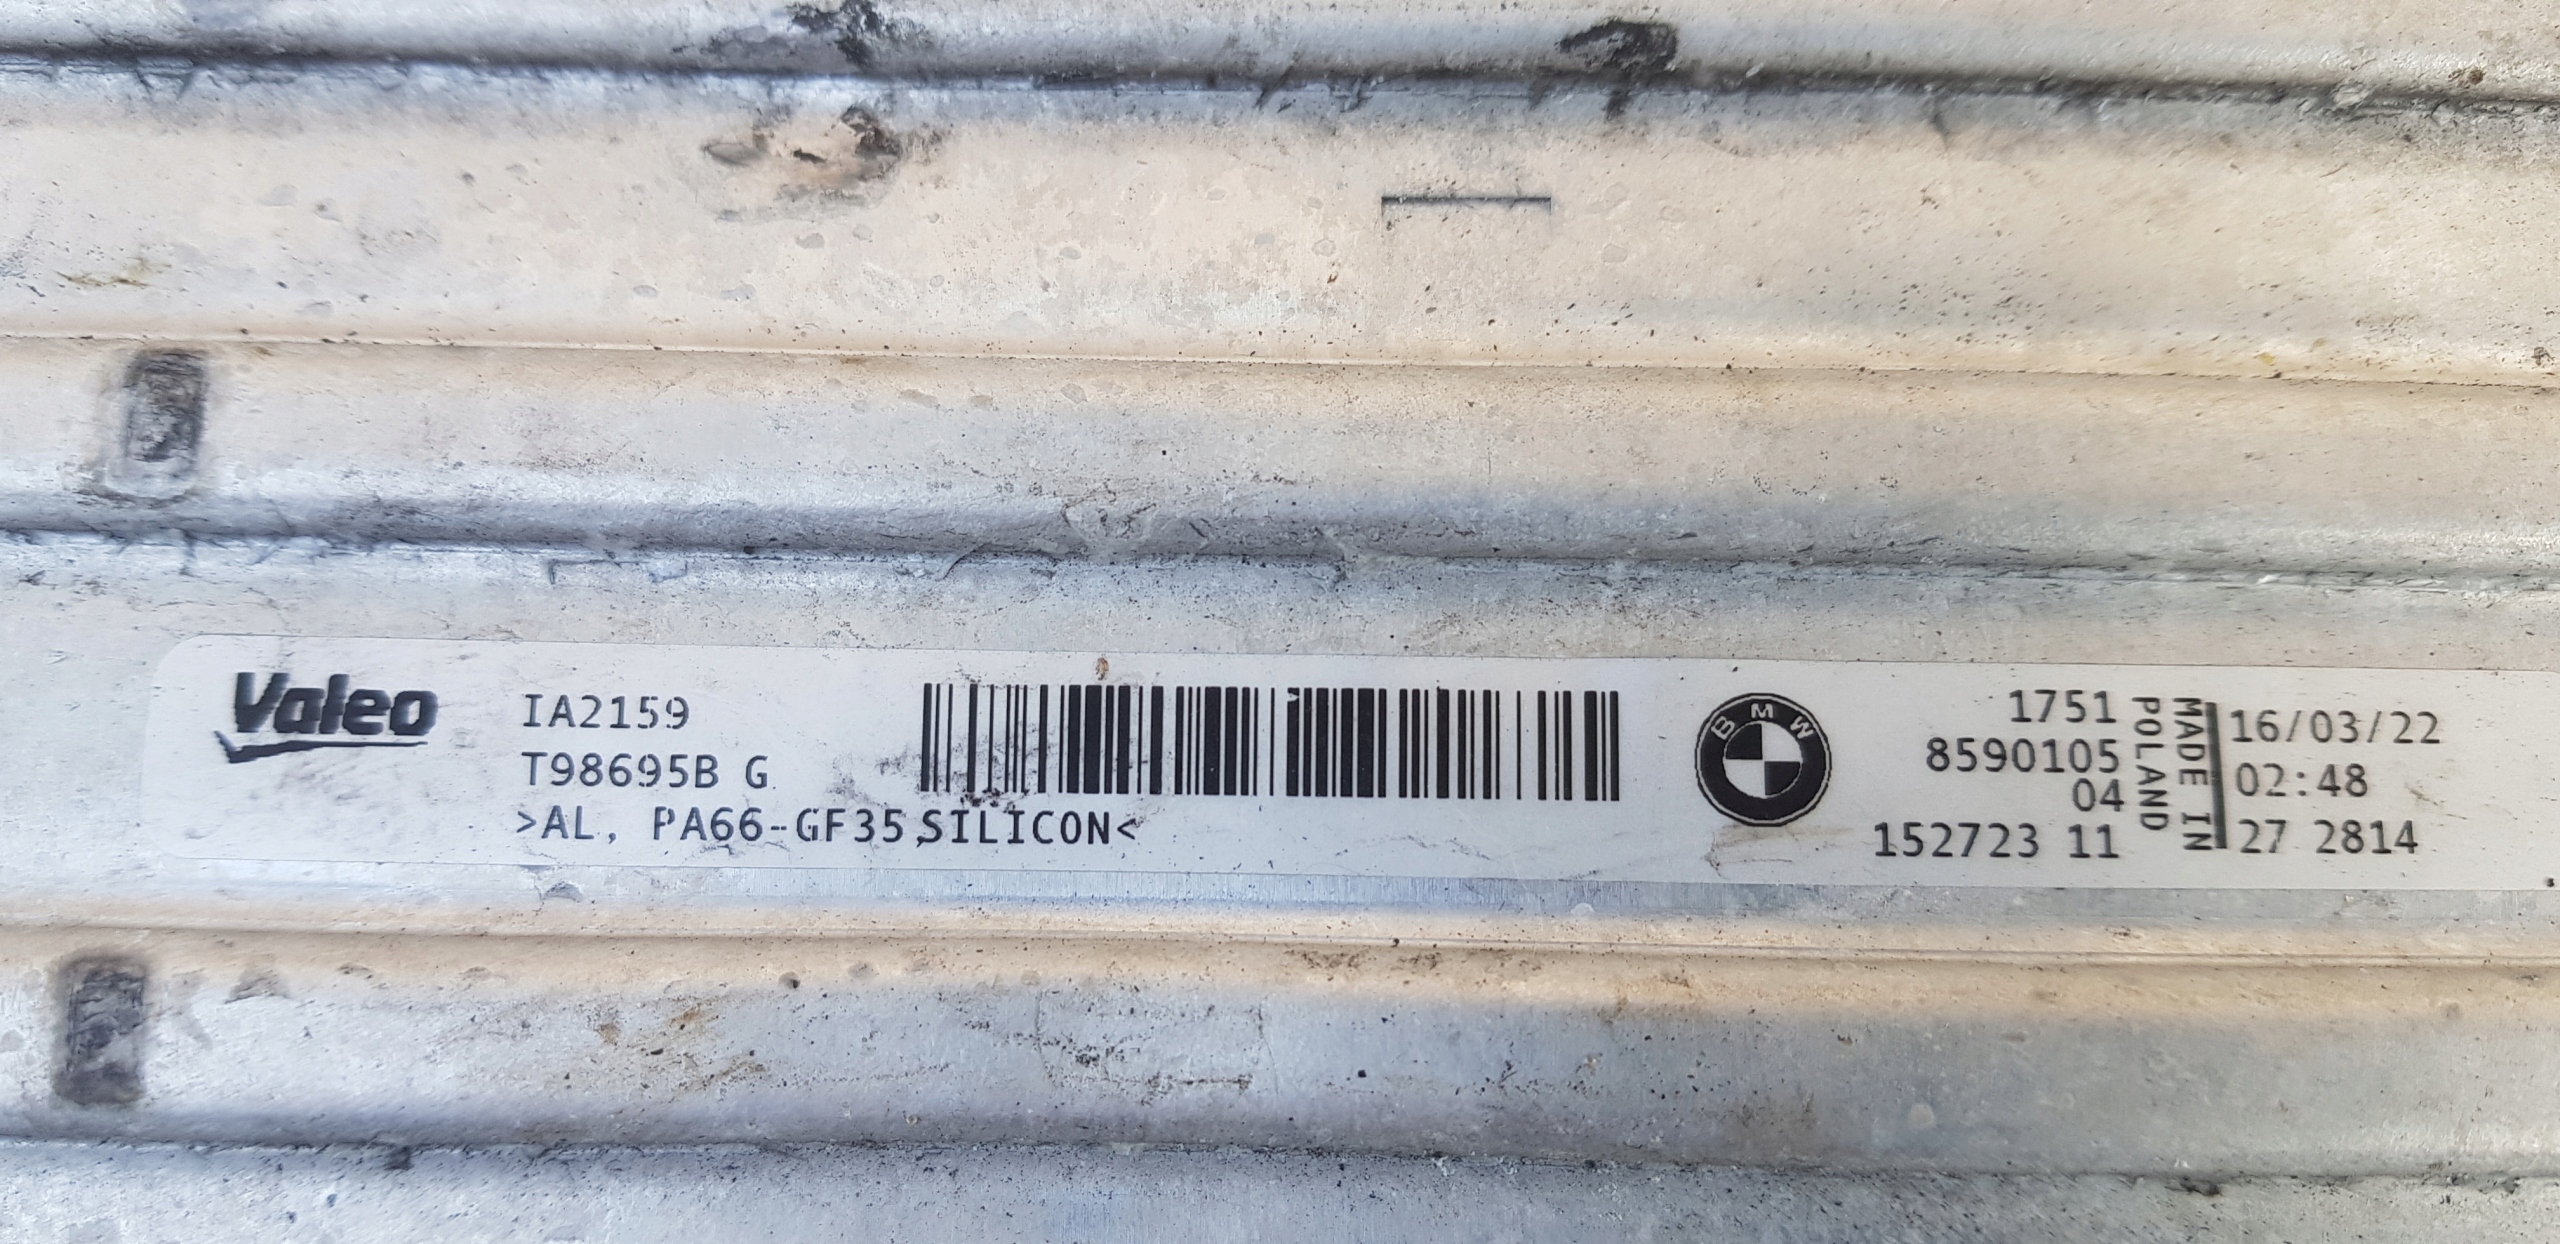 Valeo
IA2159
T98695B G
>AL, PA66-GF35,SILICON<
BMW
1751
8590105
04
152723 11
MADE IN
POLAND
16/03/22
02:48
27 2814